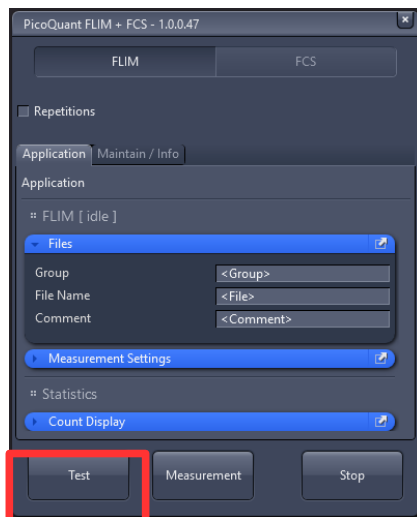 PicoQuant FLIM + FCS - 1.0.0.47
FLIM FCS
Repetitions
Application Maintain / Info
Application
FLIM [ idle ]
Files
Group <Group>
File Name <File>
Comment <Comment>
Measurement Settings
Statistics
Count Display
Test Measurement Stop